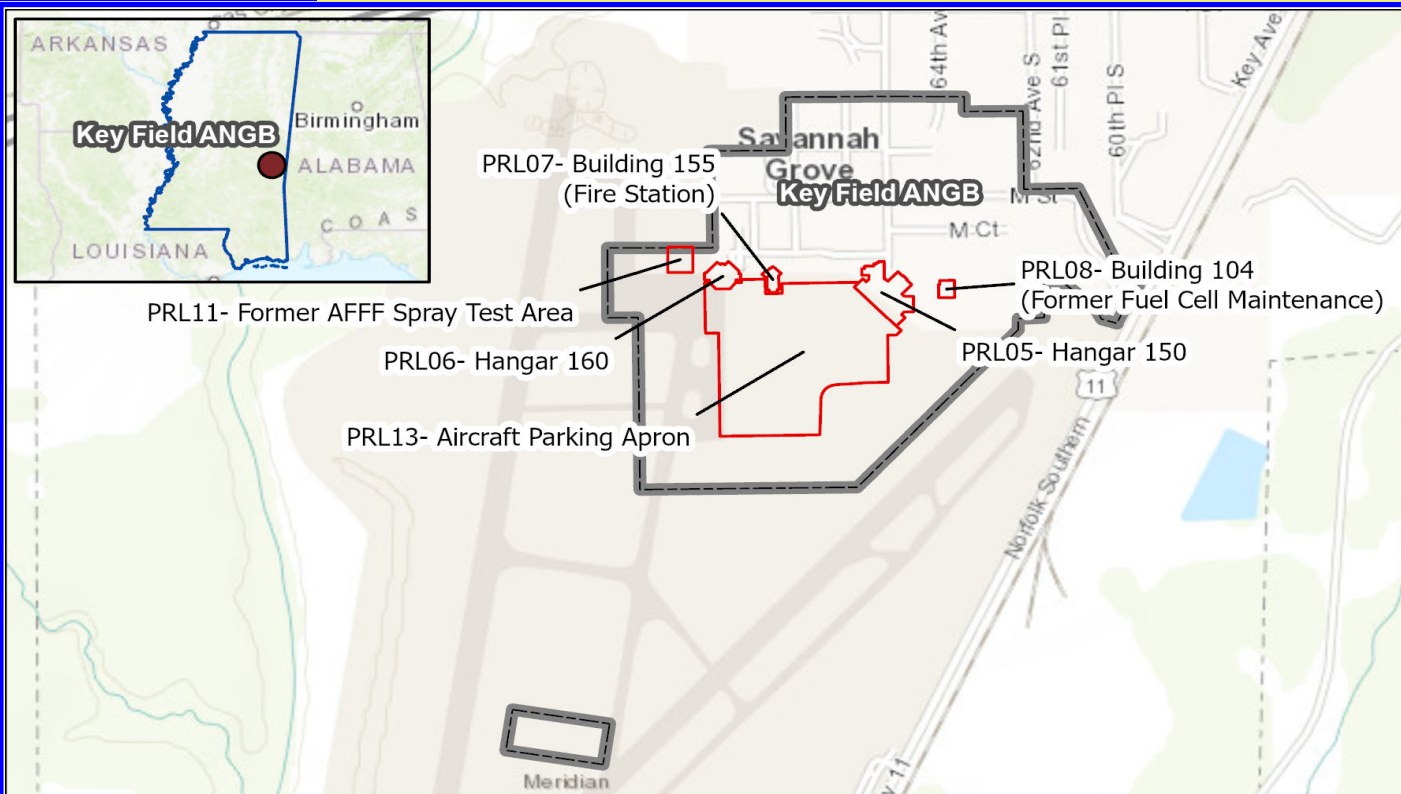 ARKANSAS
Birmingham
Key Field ANGB
ALABAMA
COAS
LOUISIANA
64th Av
62nd Ave S
61st Pl
60th Pl S
Key Ave
Savannah
Grove
Key Field ANGB
M St
M Ct
PRL07- Building 155
(Fire Station)
PRL08- Building 104
(Former Fuel Cell Maintenance)
PRL11- Former AFFF Spray Test Area
PRL06- Hangar 160
PRL05- Hangar 150
11
PRL13- Aircraft Parking Apron
Norfolk Southern
Meridian
y 11